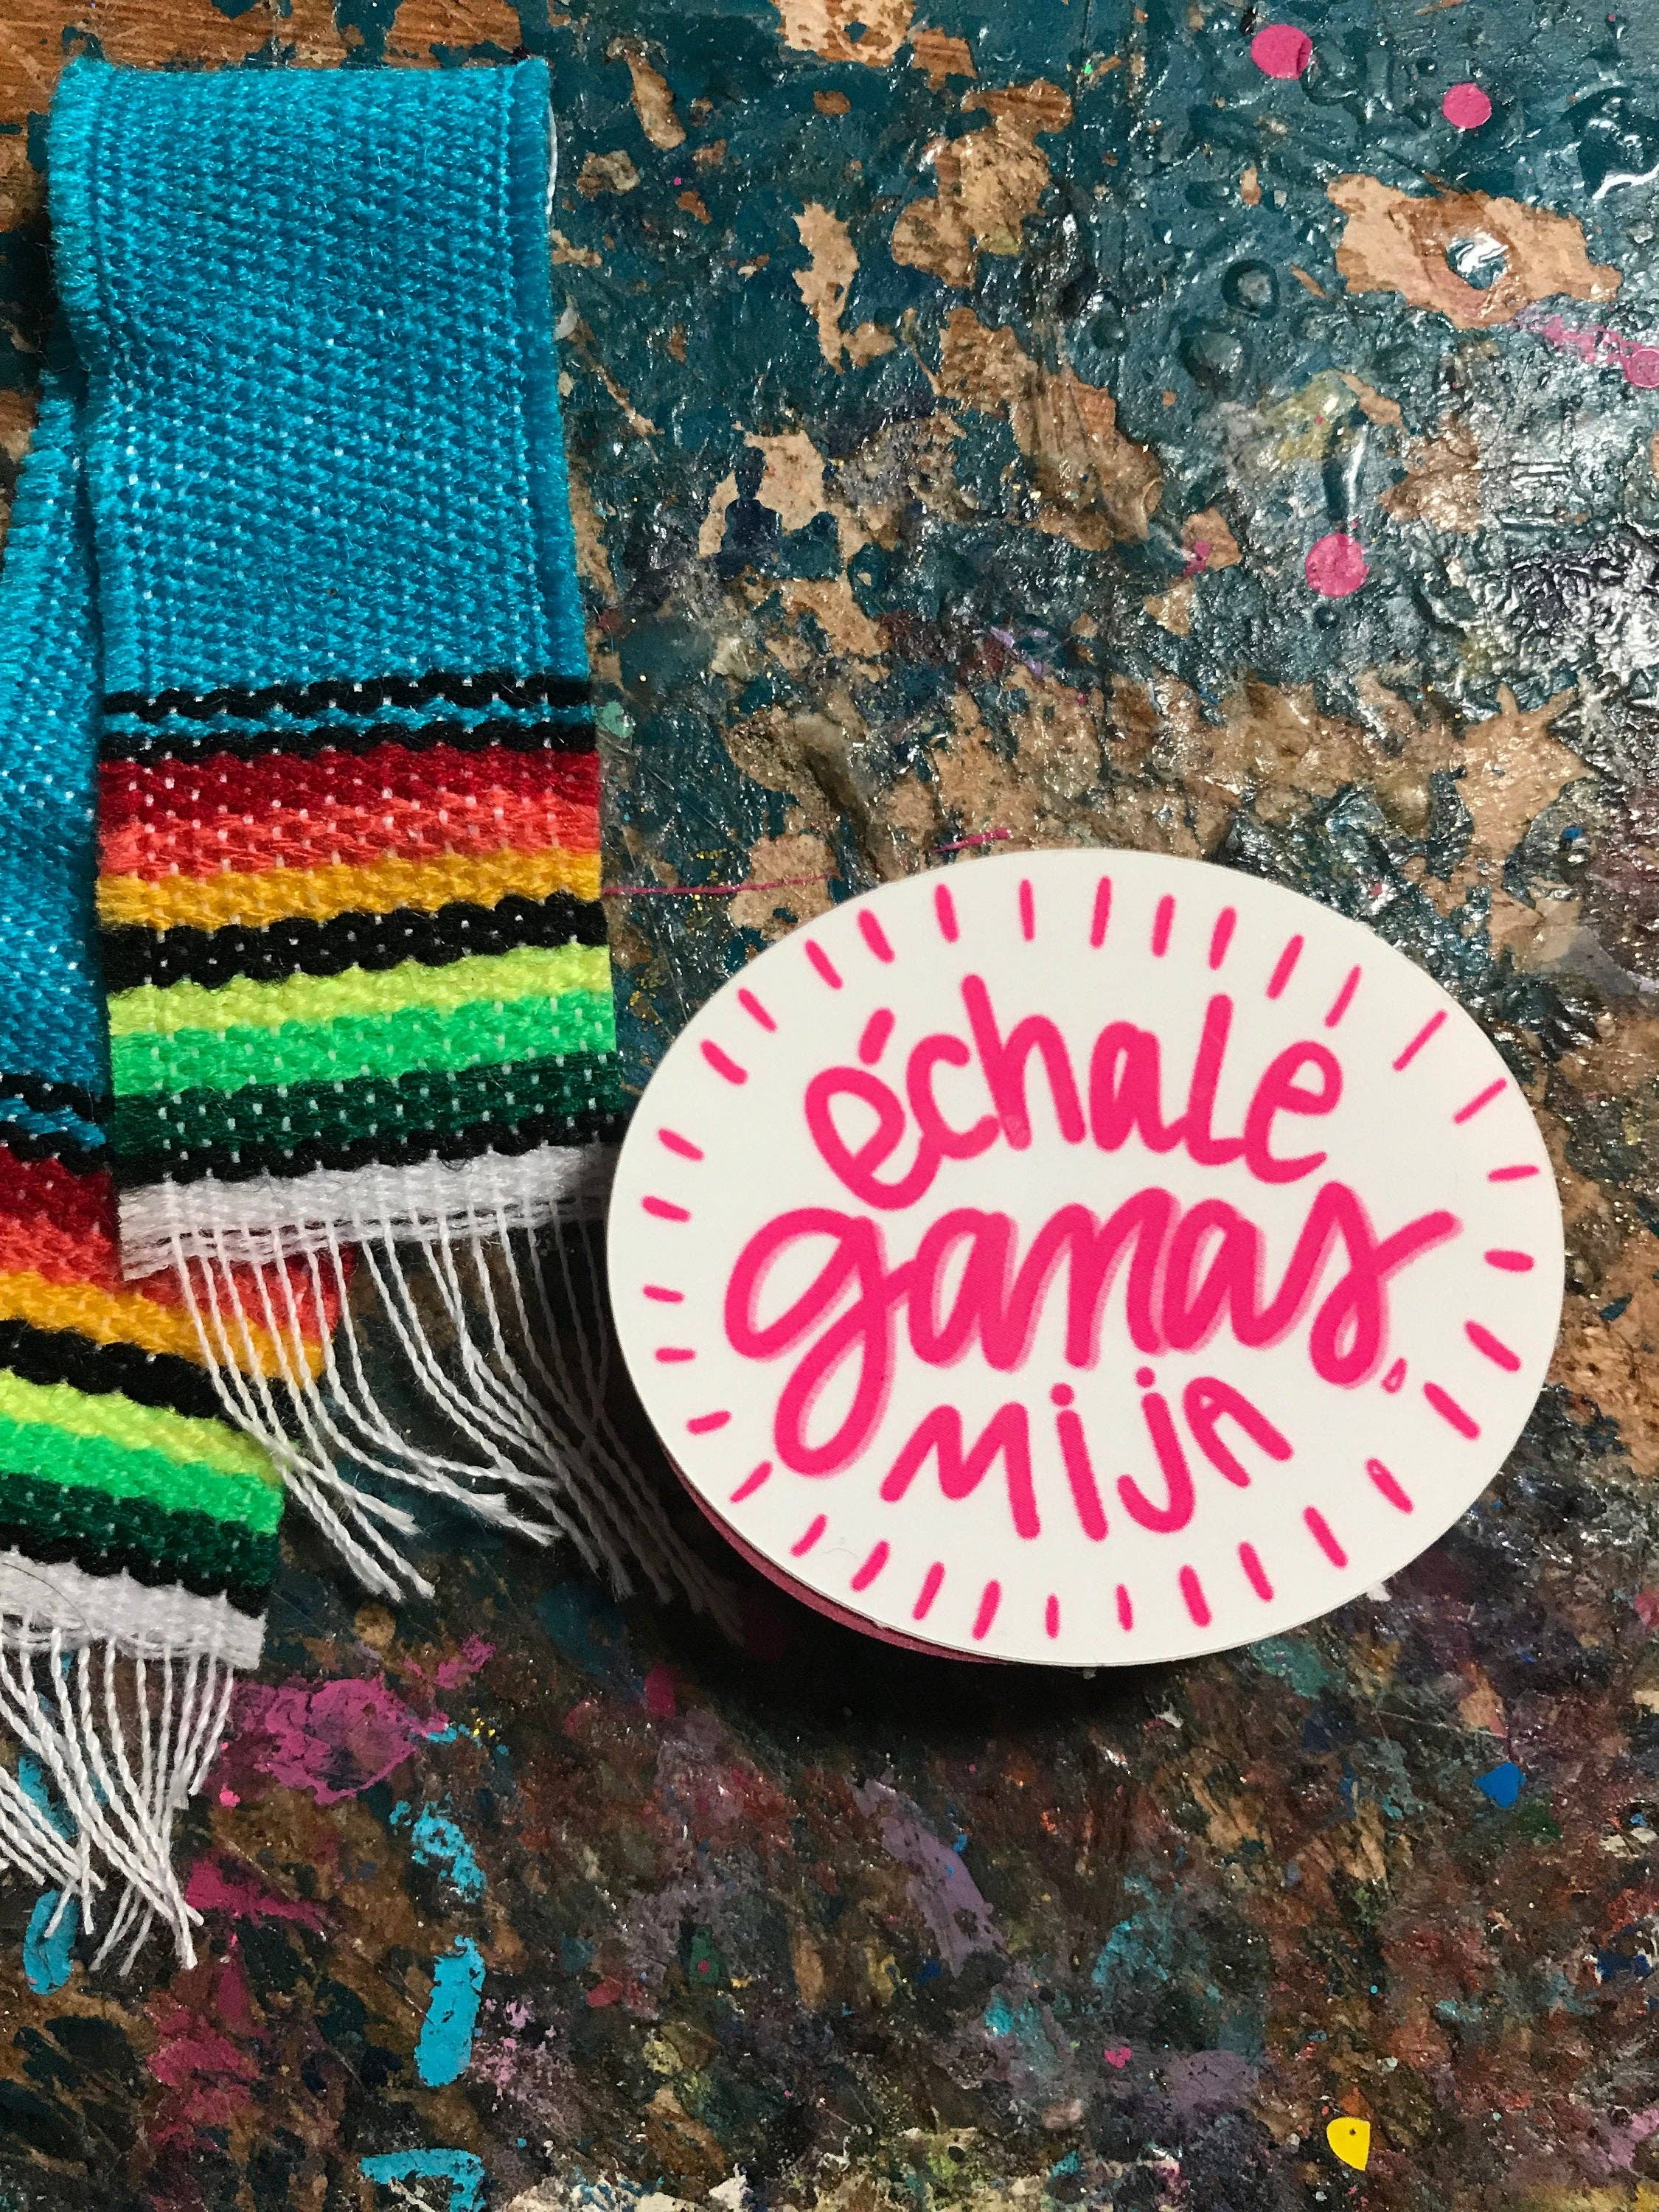 échale
ganas,
mija